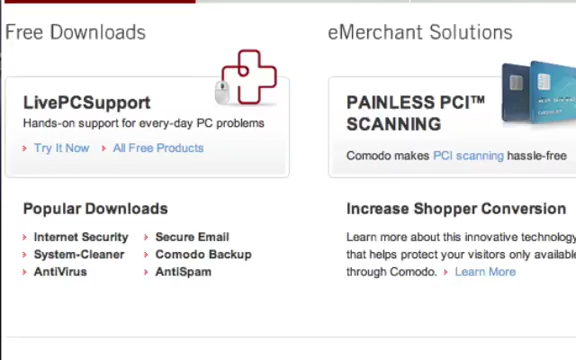 Free Downloads
eMerchant Solutions
LivePCSupport
Hands-on support for every-day PC problems
Try It Now
All Free Products
PAINLESS PCI™
SCANNING
Comodo makes PCI scanning hassle-free
Popular Downloads
Internet Security
Secure Email
System-Cleaner
Comodo Backup
AntiVirus
AntiSpam
Increase Shopper Conversion
Learn more about this innovative technology
that helps protect your visitors only available
through Comodo. Learn More